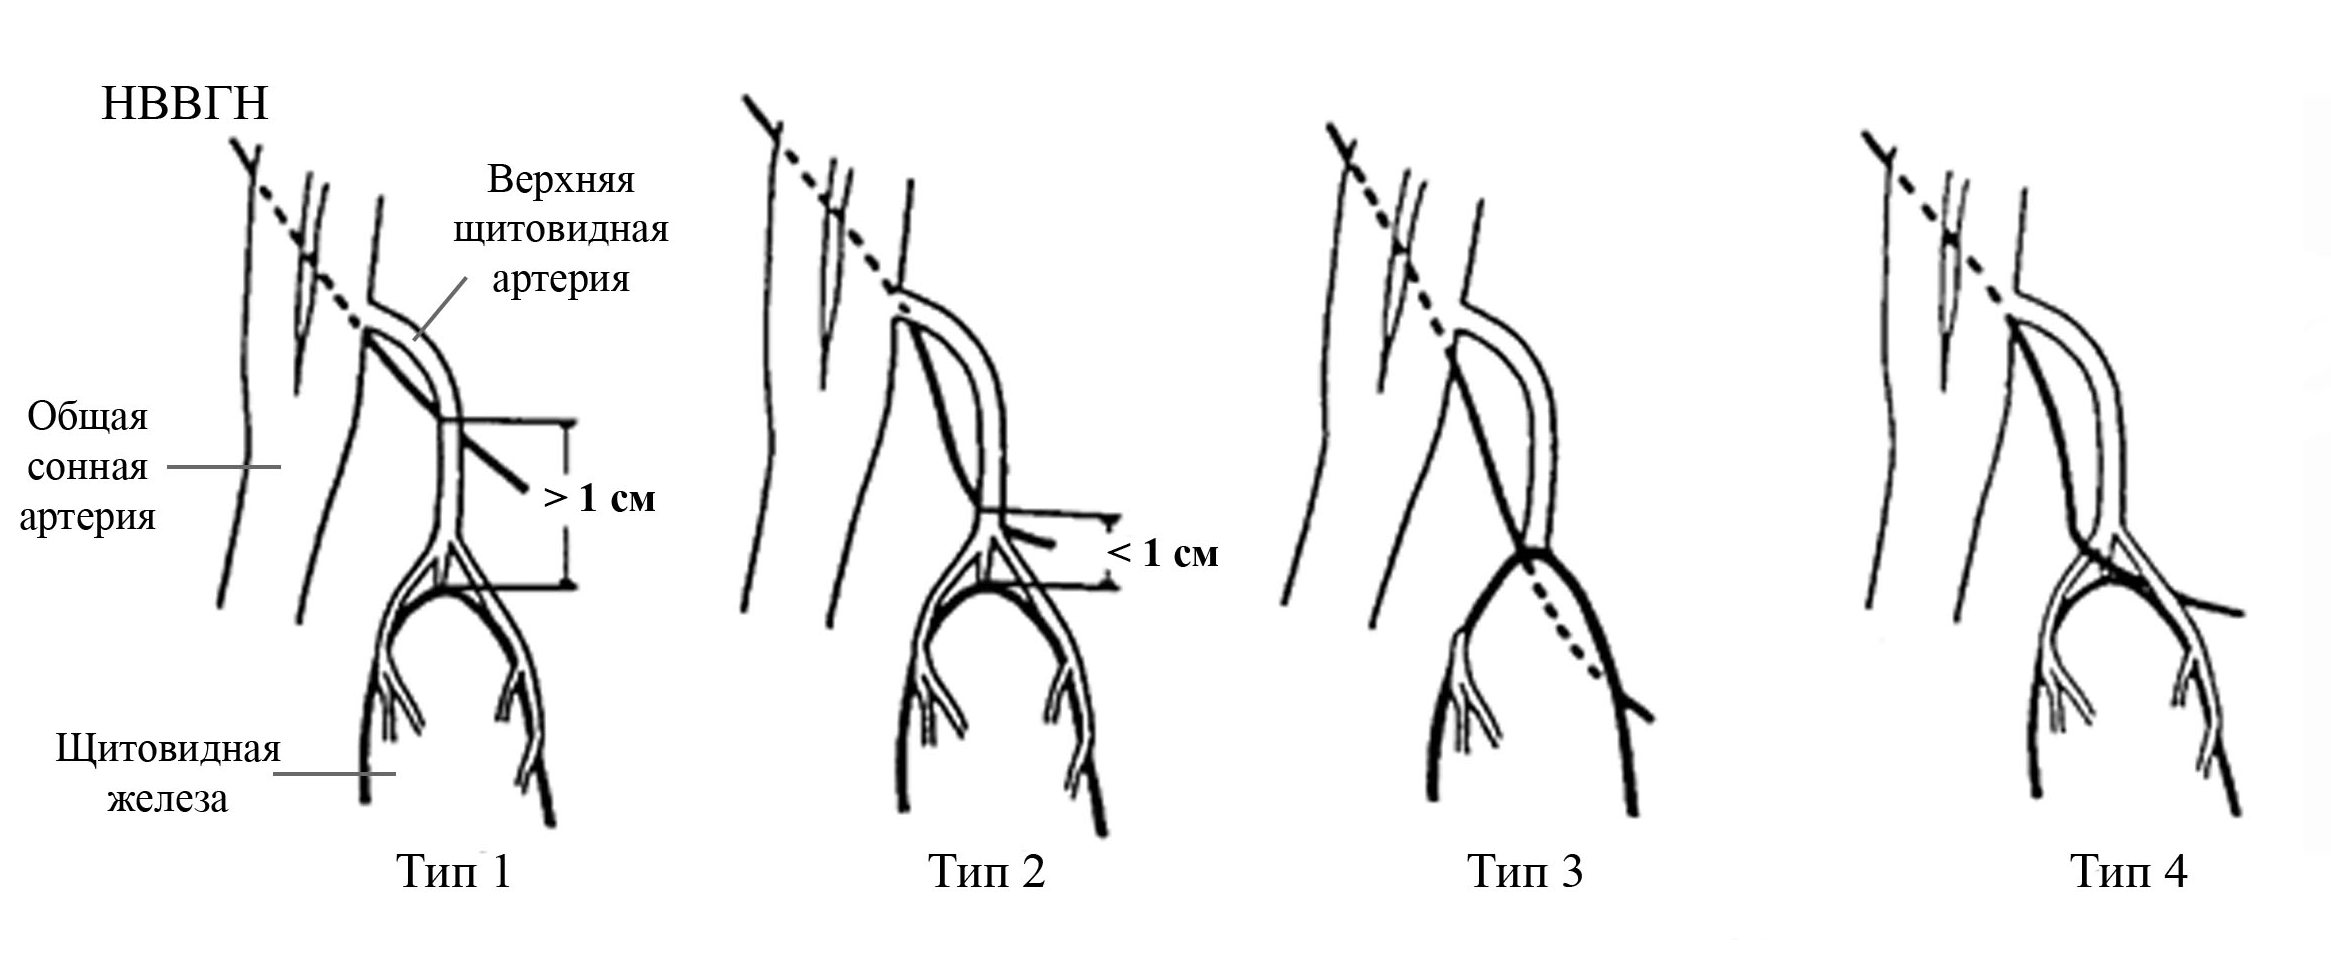 НВВГН
Верхняя
щитовидная
артерия
Общая
сонная
артерия
> 1 см
< 1 см
Щитовидная
железа
Тип 1
Тип 2
Тип 3
Тип 4